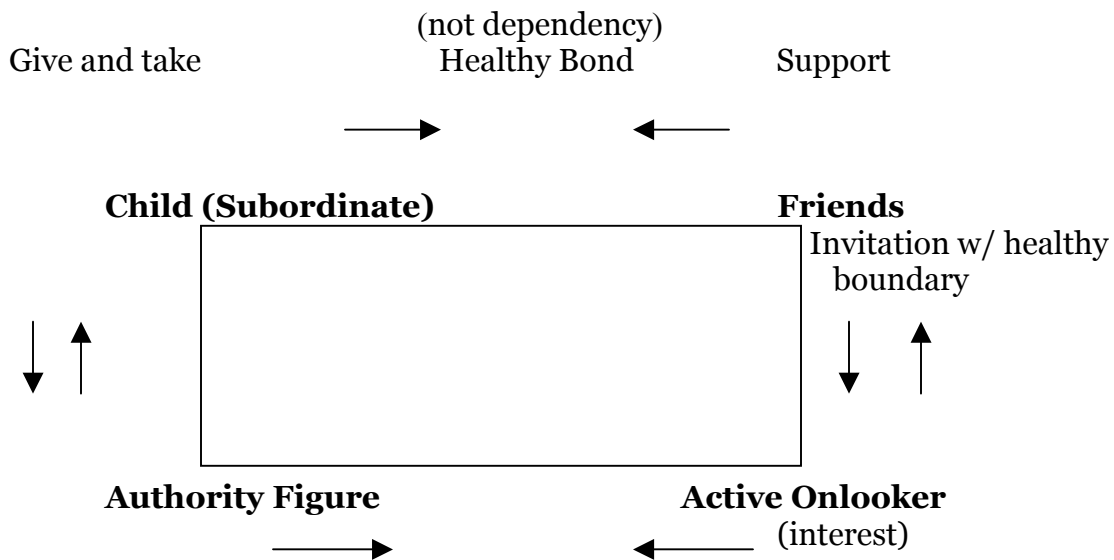 (not dependency)
Give and take Healthy Bond Support
Child (Subordinate) Friends
Invitation w/ healthy
boundary
Authority Figure Active Onlooker
(interest)